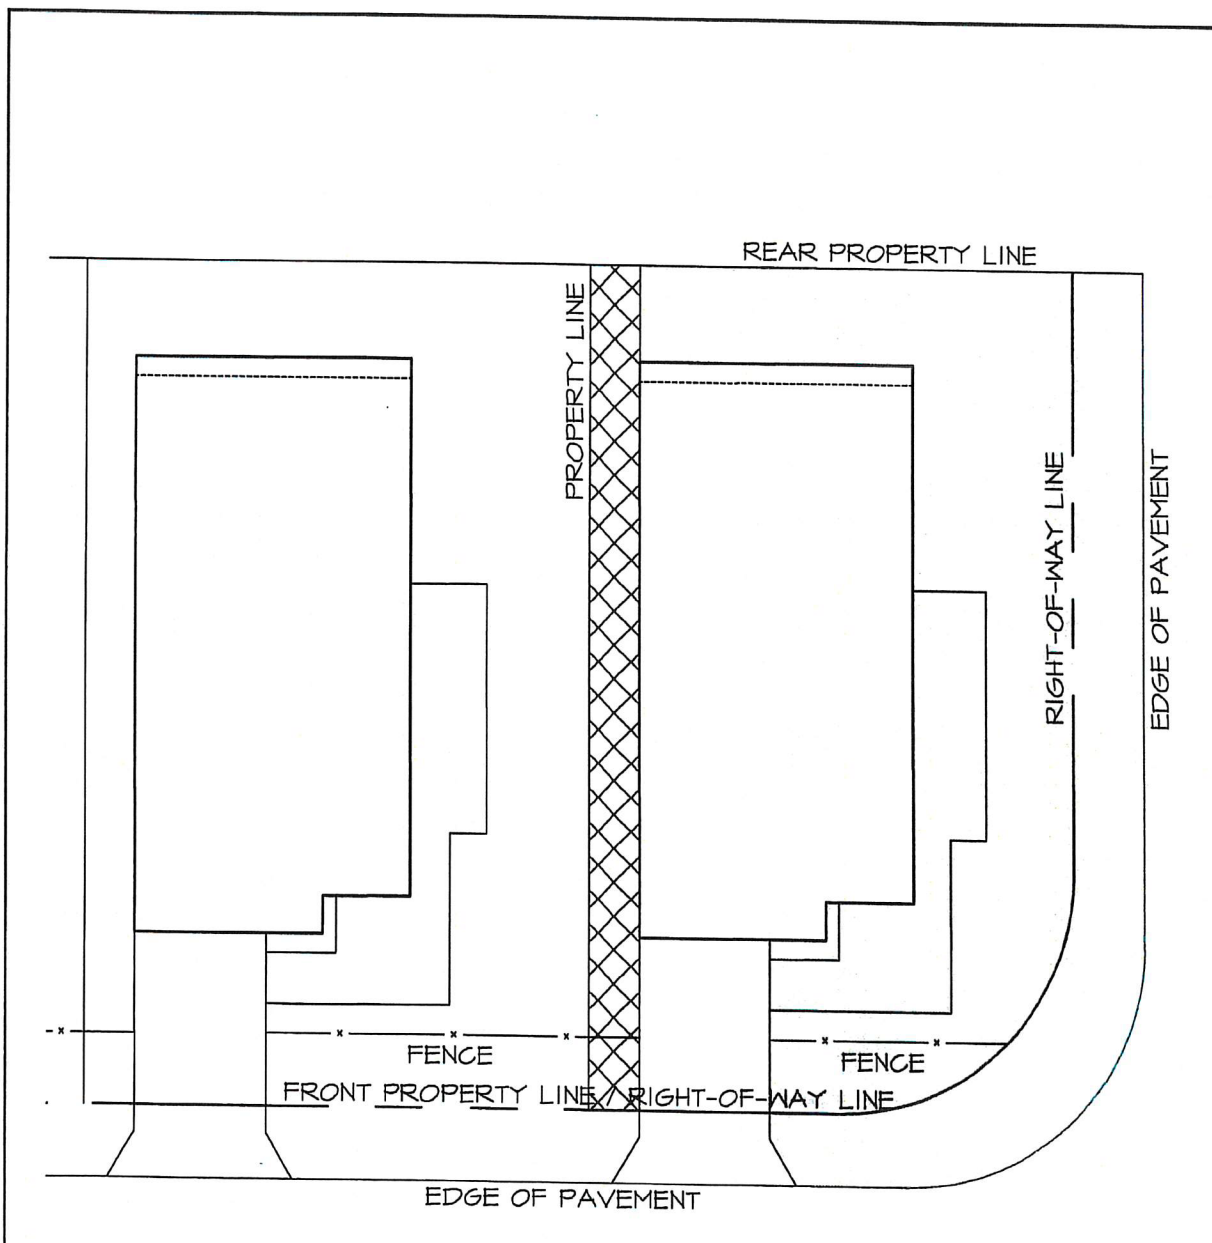 REAR PROPERTY LINE
PROPERTY LINE
RIGHT-OF-WAY LINE
EDGE OF PAVEMENT
FENCE
FENCE
FRONT PROPERTY LINE / RIGHT-OF-WAY LINE
EDGE OF PAVEMENT